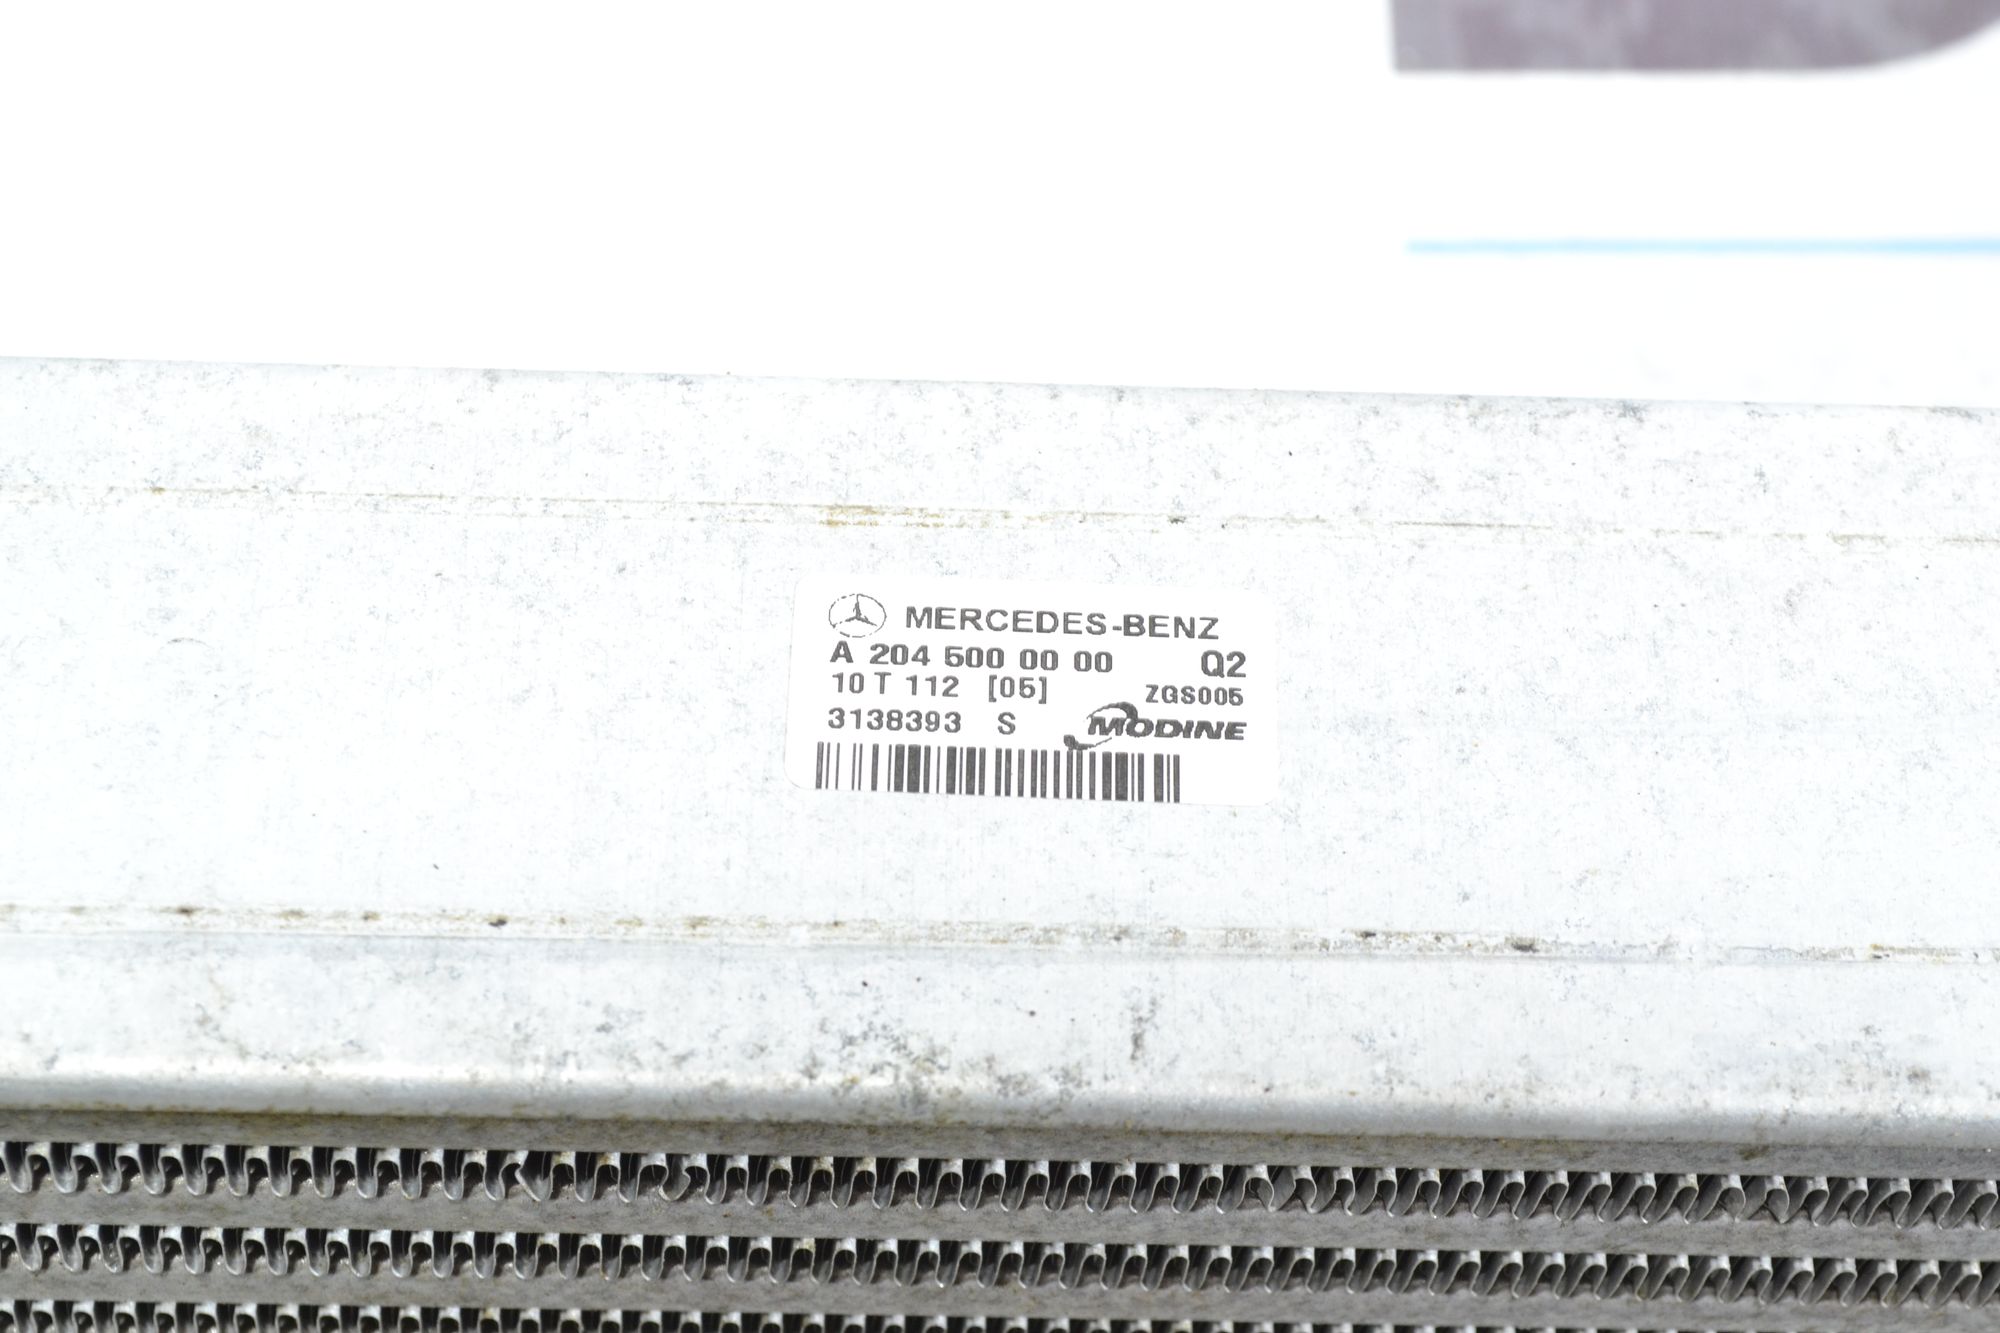 MERCEDES-BENZ
A 204 500 00 00 Q2
10 T 112 [05] ZGS005
3138393 S MODINE